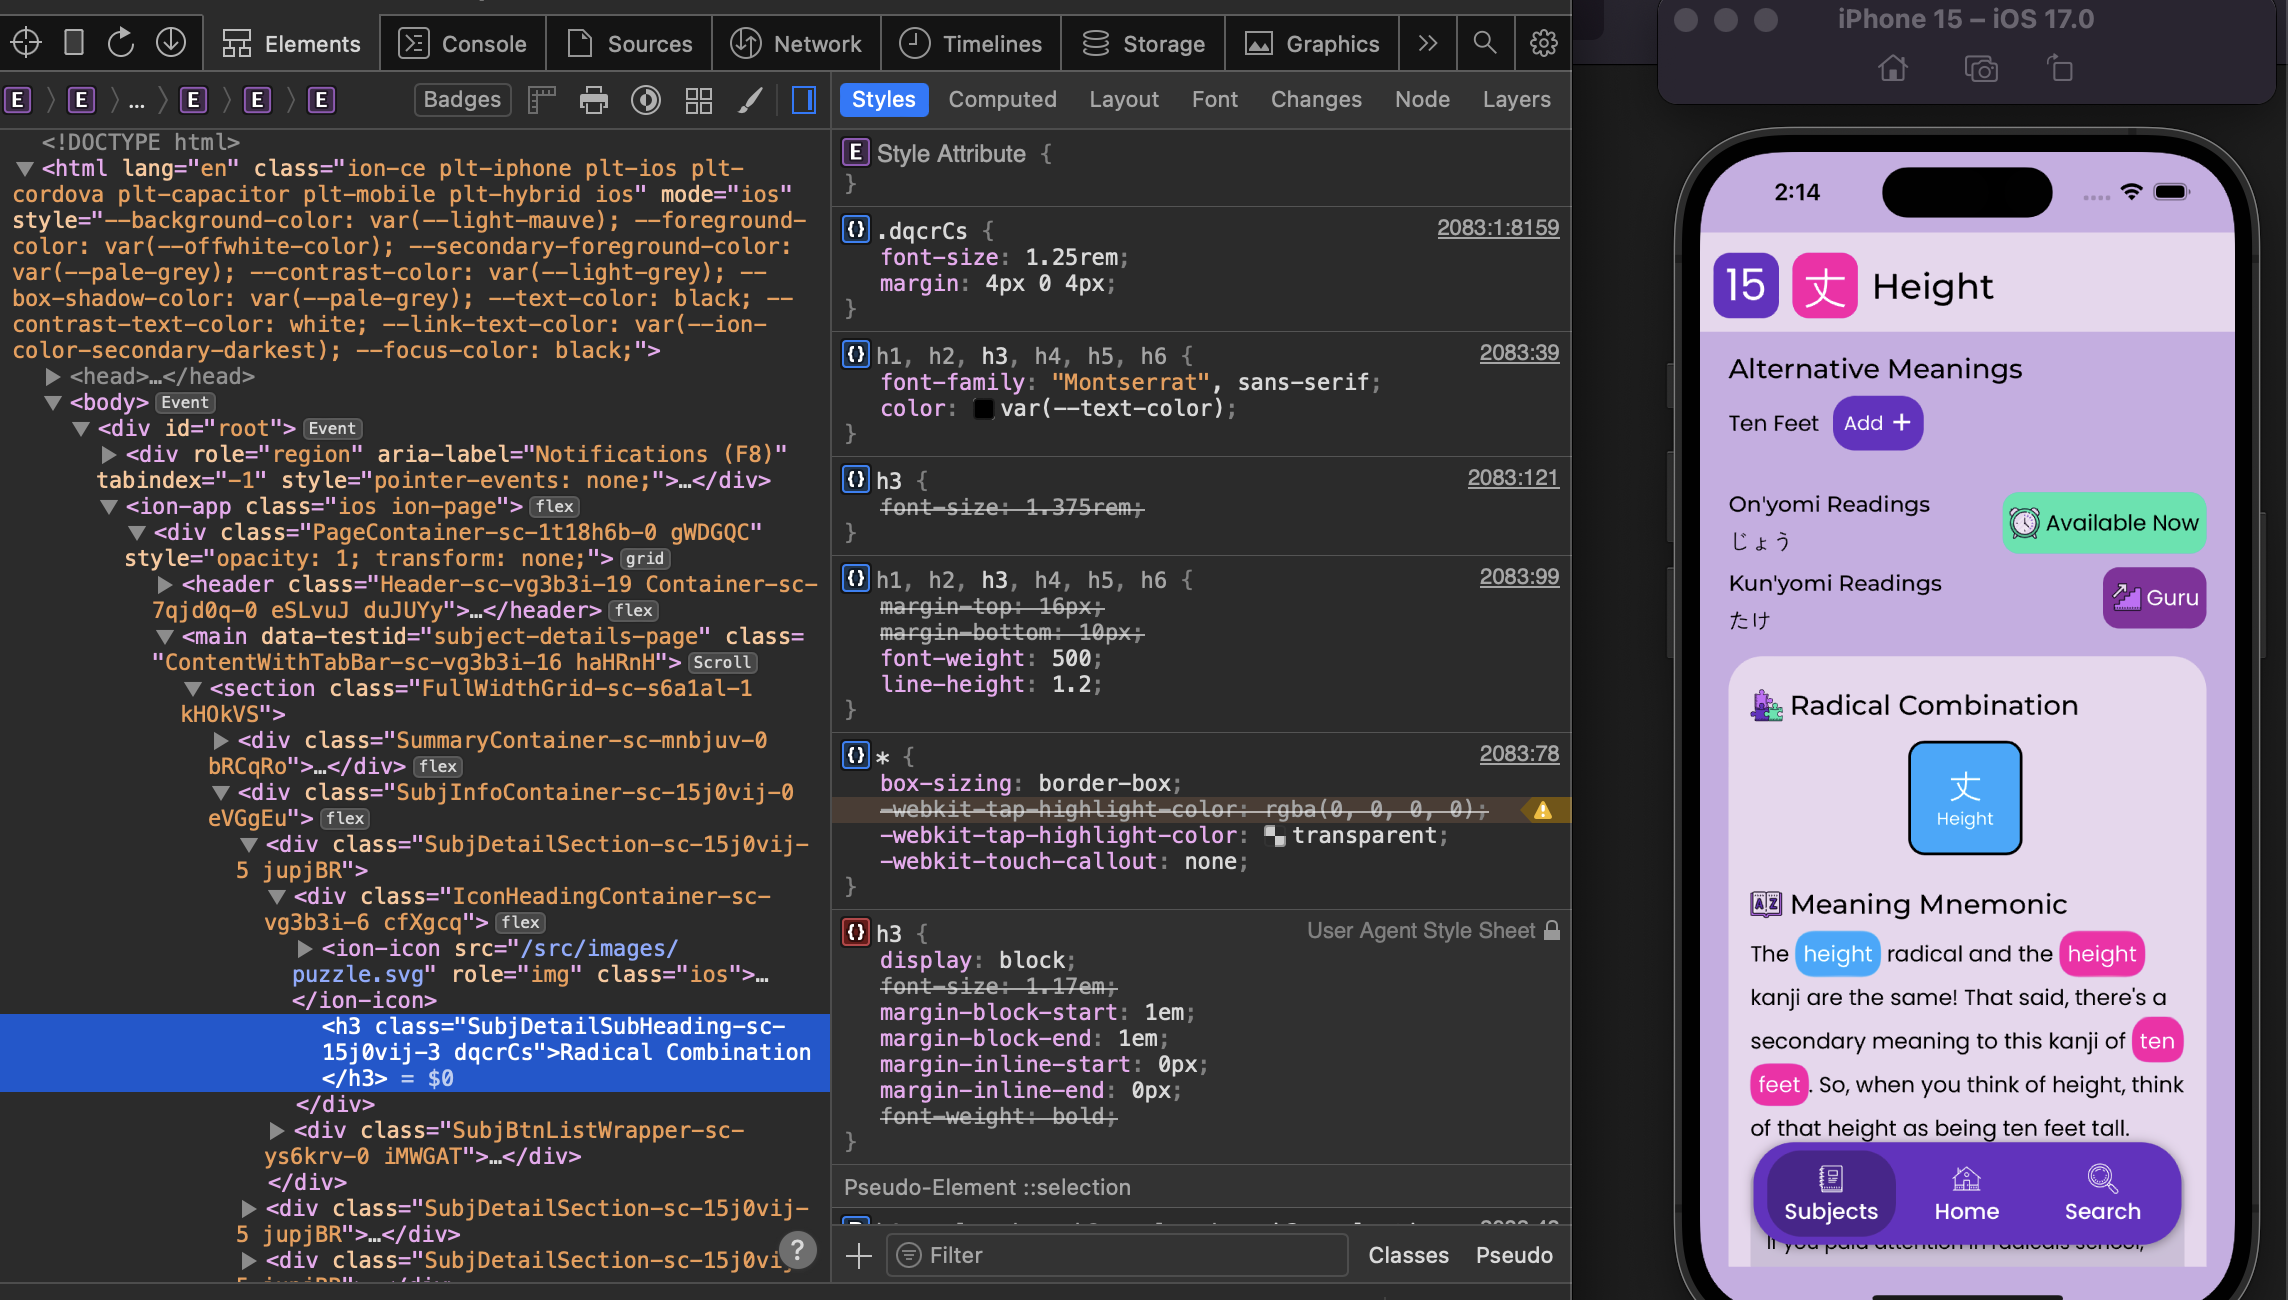 Elements
Console
Sources
Network
Timelines
Storage
Graphics
E E ... E E E
Badges
<!DOCTYPE html>
<html lang="en" class="ion-ce plt-iphone plt-ios plt-
cordova plt-capacitor plt-mobile plt-hybrid ios" mode="ios"
style="--background-color: var(--light-mauve); --foreground-
color: var(--offwhite-color); --secondary-foreground-color:
var(--pale-grey); --contrast-color: var(--light-grey); --
box-shadow-color: var(--pale-grey); --text-color: black; --
contrast-text-color: white; --link-text-color: var(--ion-
color-secondary-darkest); --focus-color: black;">
<head>…</head>
<body> Event
<div id="root"> Event
<div role="region" aria-label="Notifications (F8)"
tabindex="-1" style="pointer-events: none;">…</div>
<ion-app class="ios ion-page"> flex
<div class="PageContainer-sc-1t18h6b-0 gWDGQC"
style="opacity: 1; transform: none;"> grid
<header class="Header-sc-vg3b3i-19 Container-sc-
7qjd0q-0 eSLvuJ duJUYy">…</header> flex
<main data-testid="subject-details-page" class=
"ContentWithTabBar-sc-vg3b3i-16 haHRnH"> Scroll
<section class="FullWidthGrid-sc-s6a1al-1
kHOkVS">
<div class="SummaryContainer-sc-mnbjuv-0
bRCqRo">…</div> flex
<div class="SubjInfoContainer-sc-15j0vij-0
eVGgEu"> flex
<div class="SubjDetailSection-sc-15j0vij-
5 jupjBR">
<div class="IconHeadingContainer-sc-
vg3b3i-6 cfXgcq"> flex
<ion-icon src="/src/images/
puzzle.svg" role="img" class="ios">…
</ion-icon>
<h3 class="SubjDetailSubHeading-sc-
15j0vij-3 dqcrCs">Radical Combination
</h3> = $0
</div>
<div class="SubjBtnListWrapper-sc-
ys6krv-0 iMWGAT">…</div>
</div>
<div class="SubjDetailSection-sc-15j0vij-
5 jupjBR">…</div>
<div class="SubjDetailSection-sc-15j0vij-
?
Styles
Computed
Layout
Font
Changes
Node
Layers
E Style Attribute {
}
{} .dqcrCs { 2083:1:8159
font-size: 1.25rem;
margin: 4px 0 4px;
}
{} h1, h2, h3, h4, h5, h6 { 2083:39
font-family: "Montserrat", sans-serif;
color: var(--text-color);
}
{} h3 { 2083:121
font-size: 1.375rem;
}
{} h1, h2, h3, h4, h5, h6 { 2083:99
margin-top: 16px;
margin-bottom: 10px;
font-weight: 500;
line-height: 1.2;
}
{} * { 2083:78
box-sizing: border-box;
-webkit-tap-highlight-color: rgba(0, 0, 0, 0);
-webkit-tap-highlight-color: transparent;
-webkit-touch-callout: none;
}
{} h3 { User Agent Style Sheet
display: block;
font-size: 1.17em;
margin-block-start: 1em;
margin-block-end: 1em;
margin-inline-start: 0px;
margin-inline-end: 0px;
font-weight: bold;
}
Pseudo-Element ::selection
Filter
Classes
Pseudo
iPhone 15 – iOS 17.0
2:14
15 丈 Height
Alternative Meanings
Ten Feet Add +
On'yomi Readings
じょう
Available Now
Kun'yomi Readings
たけ
Guru
Radical Combination
丈
Height
A Z Meaning Mnemonic
The height radical and the height
kanji are the same! That said, there's a
secondary meaning to this kanji of ten
feet. So, when you think of height, think
of that height as being ten feet tall.
Subjects
Home
Search
If you paid attention in radicals school,